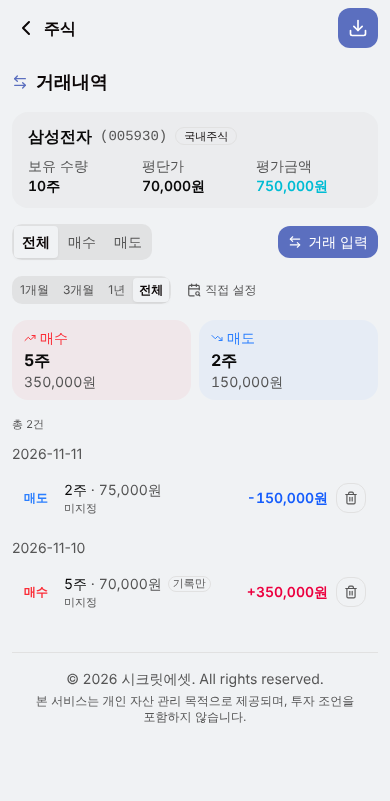 주식
거래내역
삼성전자 (005930) 국내주식
보유 수량 평단가 평가금액
10주 70,000원 750,000원
전체 매수 매도 거래 입력
1개월 3개월 1년 전체 직접 설정
매수 매도
5주 2주
350,000원 150,000원
총 2건
2026-11-11
매도 2주 · 75,000원 -150,000원
미지정
2026-11-10
매수 5주 · 70,000원 기록만 +350,000원
미지정
© 2026 시크릿에셋. All rights reserved.
본 서비스는 개인 자산 관리 목적으로 제공되며, 투자 조언을
포함하지 않습니다.